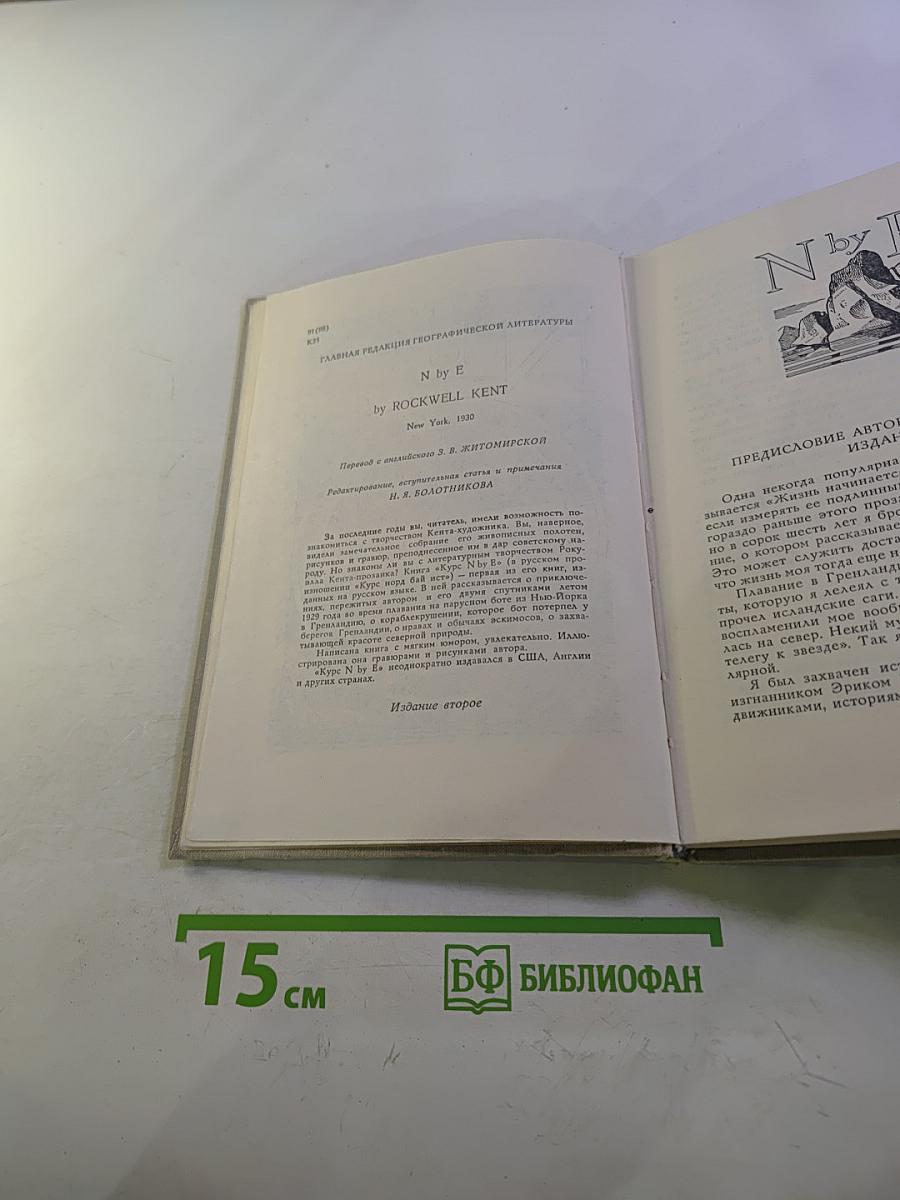 91(98)
К35
ГЛАВНАЯ РЕДАКЦИЯ ГЕОГРАФИЧЕСКОЙ ЛИТЕРАТУРЫ
N by E
by ROCKWELL KENT
New York, 1930
Перевод с английского З. В. ЖИТОМИРСКОЙ
Редактирование, вступительная статья и примечания
Н. Я. БОЛОТНИКОВА
За последние годы вы, читатель, имели возможность по-
знакомиться с творчеством Кента-художника. Вы, наверное,
видели замечательное собрание его живописных полотен,
рисунков и гравюр, преподнесенное им в дар советскому на-
роду. Но знакомы ли вы с литературным творчеством Року-
элла Кента-прозаика? Книга «Курс N by E» (в русском про-
изношении «Курс норд бай ист») — первая из его книг, из-
данных на русском языке. В ней рассказывается о приключе-
ниях, пережитых автором и его двумя спутниками летом
1929 года во время плавания на парусном боте из Нью-Йорка
в Гренландию, о кораблекрушении, которое бот потерпел у
берегов Гренландии, о нравах и обычаях эскимосов, о захва-
тывающей красоте северной природы.
Написана книга с мягким юмором, увлекательно. Иллю-
стрирована она гравюрами и рисунками автора.
«Курс N by E» неоднократно издавался в США, Англии
и других странах.
Издание второе
N by E
ПРЕДИСЛОВИЕ АВТО
ИЗДАН
Одна некогда популярна
зывается «Жизнь начинается
если измерять ее подлинны
гораздо раньше этого проза
но в сорок шесть лет я бро
ние, о котором рассказывае
Это может служить доста
что жизнь моя тогда еще н
Плавание в Гренланди
ты, которую я лелеял с т
прочел исландские саги.
воспламенили мое вооб
лась на север. Некий му
телегу к звезде». Так я
лярной.
Я был захвачен ист
изгнанником Эриком
движниками, историям
15 см
БФ БИБЛИОФАН